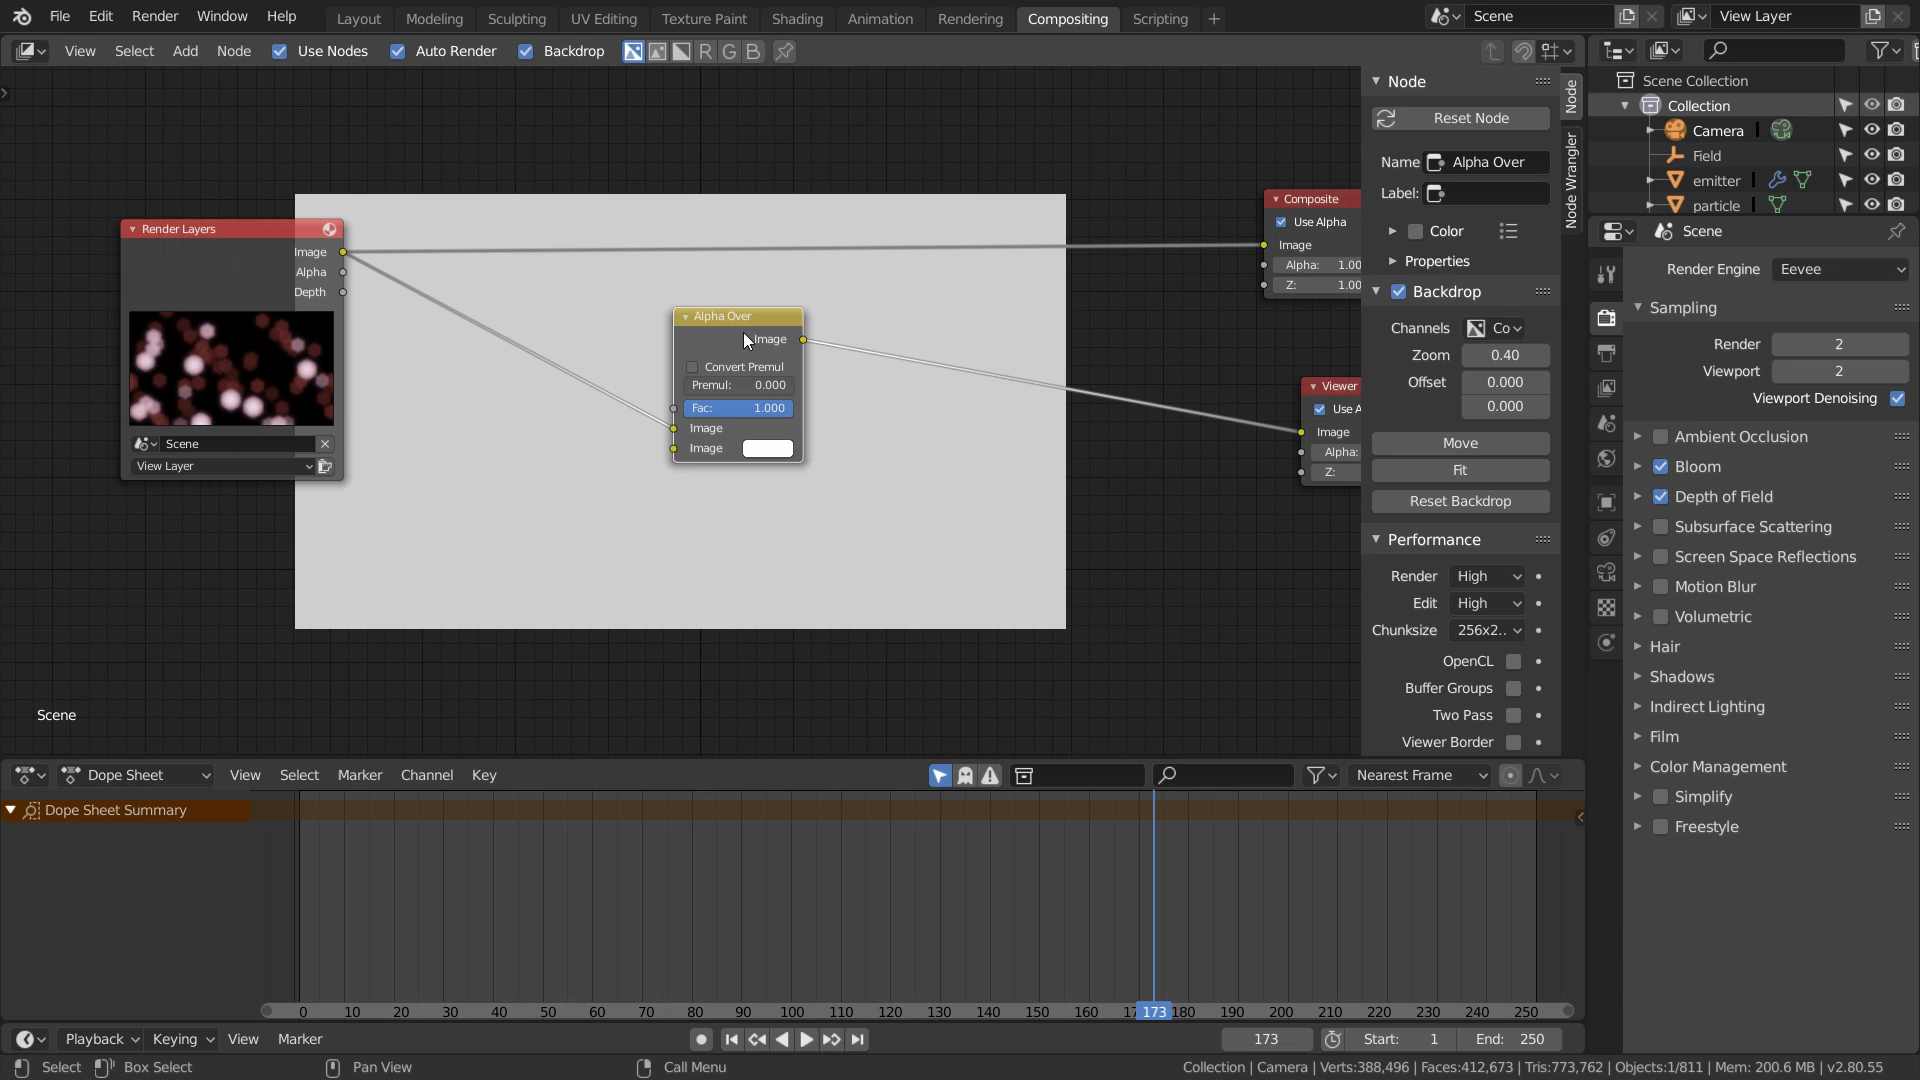 File Edit Render Window Help Layout Modeling Sculpting UV Editing Texture Paint Shading Animation Rendering Compositing Scripting + Scene View Layer
View Select Add Node Use Nodes Auto Render Backdrop R G B
Node
Reset Node
Name Alpha Over
Label:
Color
Properties
Backdrop
Channels Co
Zoom 0.40
Offset 0.000
0.000
Move
Fit
Reset Backdrop
Performance
Render High
Edit High
Chunksize 256x2..
OpenCL
Buffer Groups
Two Pass
Viewer Border
Node
Node Wrangler
Render Layers
Image
Alpha
Depth
Scene
View Layer
Alpha Over
Image
Convert Premul
Premul: 0.000
Fac: 1.000
Image
Image
Composite
Use Alpha
Image
Alpha: 1.00
Z: 1.00
Viewer
Use A
Image
Alpha:
Z:
Scene
Scene Collection
Collection
Camera
Field
emitter
particle
Scene
Render Engine Eevee
Sampling
Render 2
Viewport 2
Viewport Denoising
Ambient Occlusion
Bloom
Depth of Field
Subsurface Scattering
Screen Space Reflections
Motion Blur
Volumetric
Hair
Shadows
Indirect Lighting
Film
Color Management
Simplify
Freestyle
Dope Sheet View Select Marker Channel Key Nearest Frame
Dope Sheet Summary
0 10 20 30 40 50 60 70 80 90 100 110 120 130 140 150 160 17 173 180 190 200 210 220 230 240 250
Playback Keying View Marker 173 Start: 1 End: 250
Select Box Select Pan View Call Menu Collection | Camera | Verts:388,496 | Faces:412,673 | Tris:773,762 | Objects:1/811 | Mem: 200.6 MB | v2.80.55